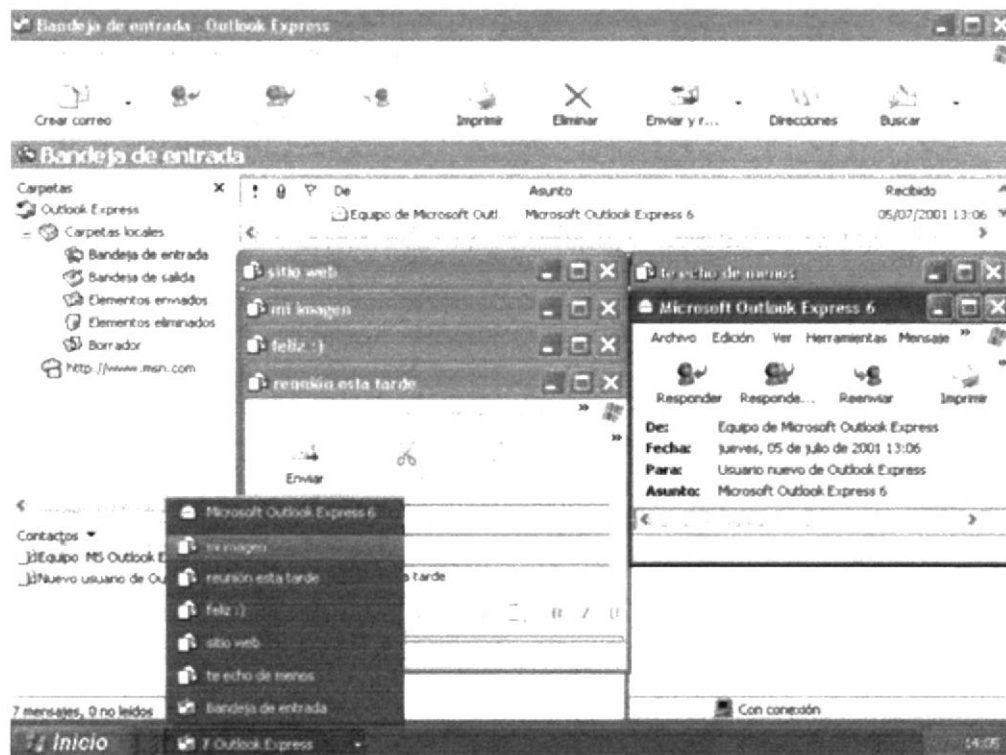 Bandeja de entrada - Outlook Express
Crear correo
Imprimir
Eliminar
Enviar y r...
Direcciones
Buscar
Bandeja de entrada
Carpetas
Outlook Express
Carpetas locales
Bandeja de entrada
Bandeja de salida
Elementos enviados
Elementos eliminados
Borrador
http://www.msn.com
! De Asunto Recibido
Equipo de Microsoft Outl. Microsoft Outlook Express 6 05/07/2001 13:06
sitio web
mi imagen
feliz :)
reunión esta tarde
Enviar
te echo de menos
Microsoft Outlook Express 6
Archivo Edición Ver Herramientas Mensaje »
Responder
Responde...
Reenviar
Imprimir
De: Equipo de Microsoft Outlook Express
Fecha: jueves, 05 de julio de 2001 13:06
Para: Usuario nuevo de Outlook Express
Asunto: Microsoft Outlook Express 6
Contactos
Equipo MS Outlook E
Nuevo usuario de Ou
a tarde
B I U
Microsoft Outlook Express 6
mi imagen
reunión esta tarde
feliz :)
sitio web
te echo de menos
Bandeja de entrada
7 mensajes, 0 no leídos
Con conexión
Inicio
7 Outlook Express
14:05